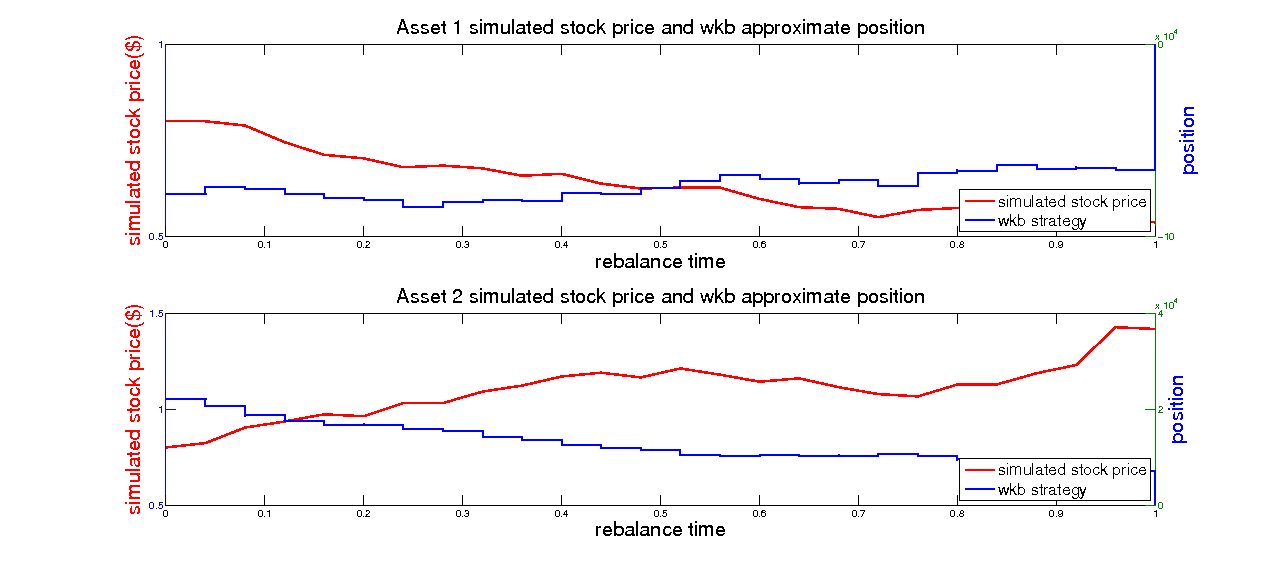 Asset 1 simulated stock price and wkb approximate position
simulated stock price($)
1
0.5
x 10^4
0
-10
position
simulated stock price
wkb strategy
0 0.1 0.2 0.3 0.4 0.5 0.6 0.7 0.8 0.9 1
rebalance time
Asset 2 simulated stock price and wkb approximate position
simulated stock price($)
1.5
1
0.5
x 10^4
4
2
0
position
simulated stock price
wkb strategy
0 0.1 0.2 0.3 0.4 0.5 0.6 0.7 0.8 0.9 1
rebalance time